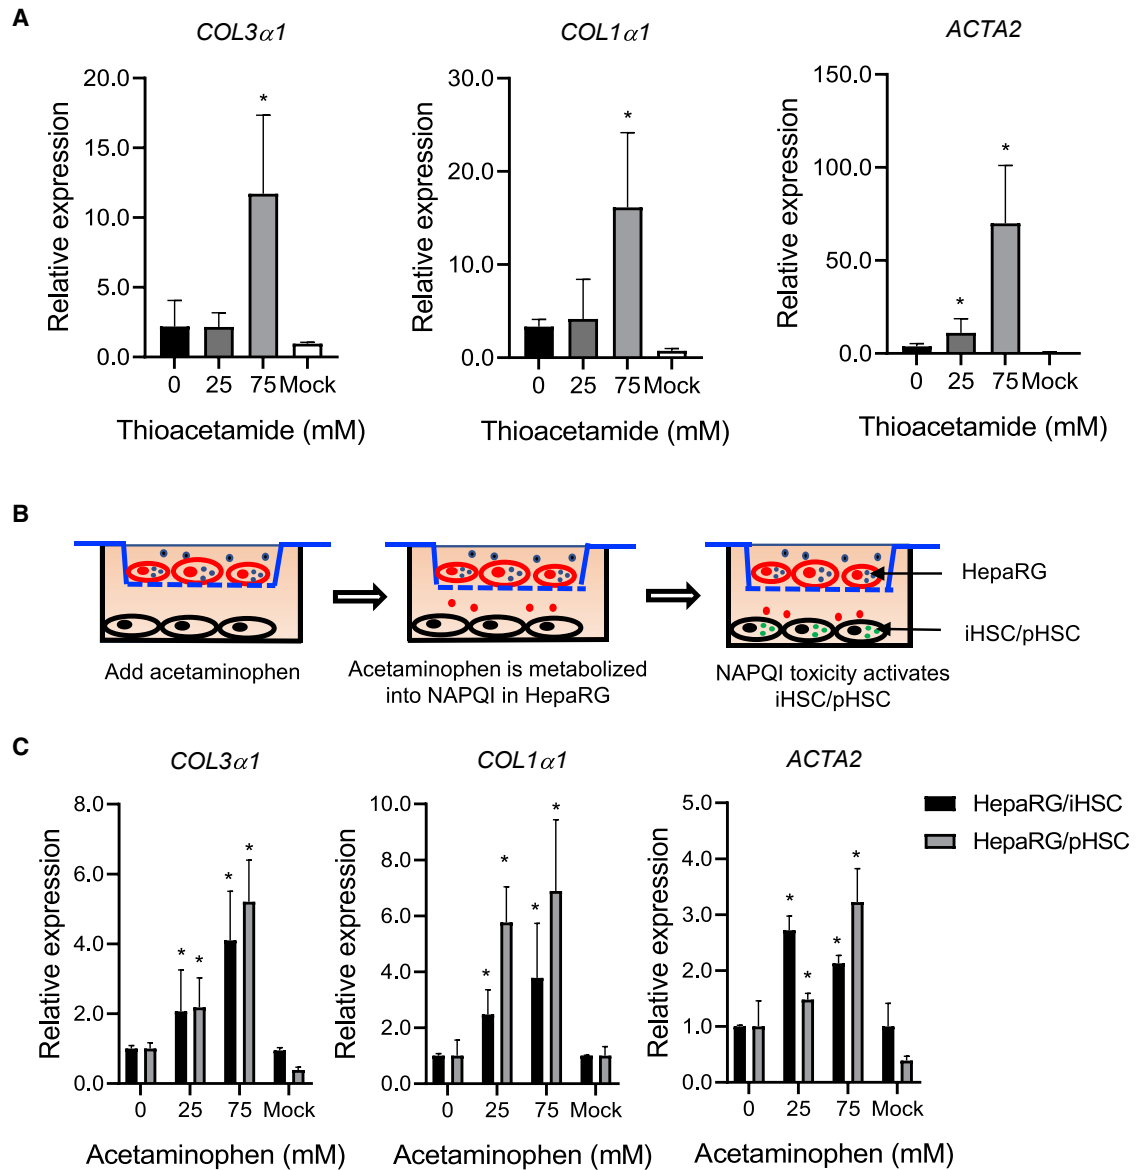 A
COL3α1
COL1α1
ACTA2
Relative expression
20.0
15.0
10.0
5.0
0.0
*
0 25 75 Mock
Thioacetamide (mM)
Relative expression
30.0
20.0
10.0
0.0
*
0 25 75 Mock
Thioacetamide (mM)
Relative expression
150.0
100.0
50.0
0.0
*
*
0 25 75 Mock
Thioacetamide (mM)
B
HepaRG
iHSC/pHSC
Add acetaminophen
Acetaminophen is metabolized
into NAPQI in HepaRG
NAPQI toxicity activates
iHSC/pHSC
C
COL3α1
COL1α1
ACTA2
HepaRG/iHSC
HepaRG/pHSC
Relative expression
8.0
6.0
4.0
2.0
0.0
* * * *
0 25 75 Mock
Acetaminophen (mM)
Relative expression
10.0
8.0
6.0
4.0
2.0
0.0
* * * *
0 25 75 Mock
Acetaminophen (mM)
Relative expression
5.0
4.0
3.0
2.0
1.0
0.0
* * * *
0 25 75 Mock
Acetaminophen (mM)